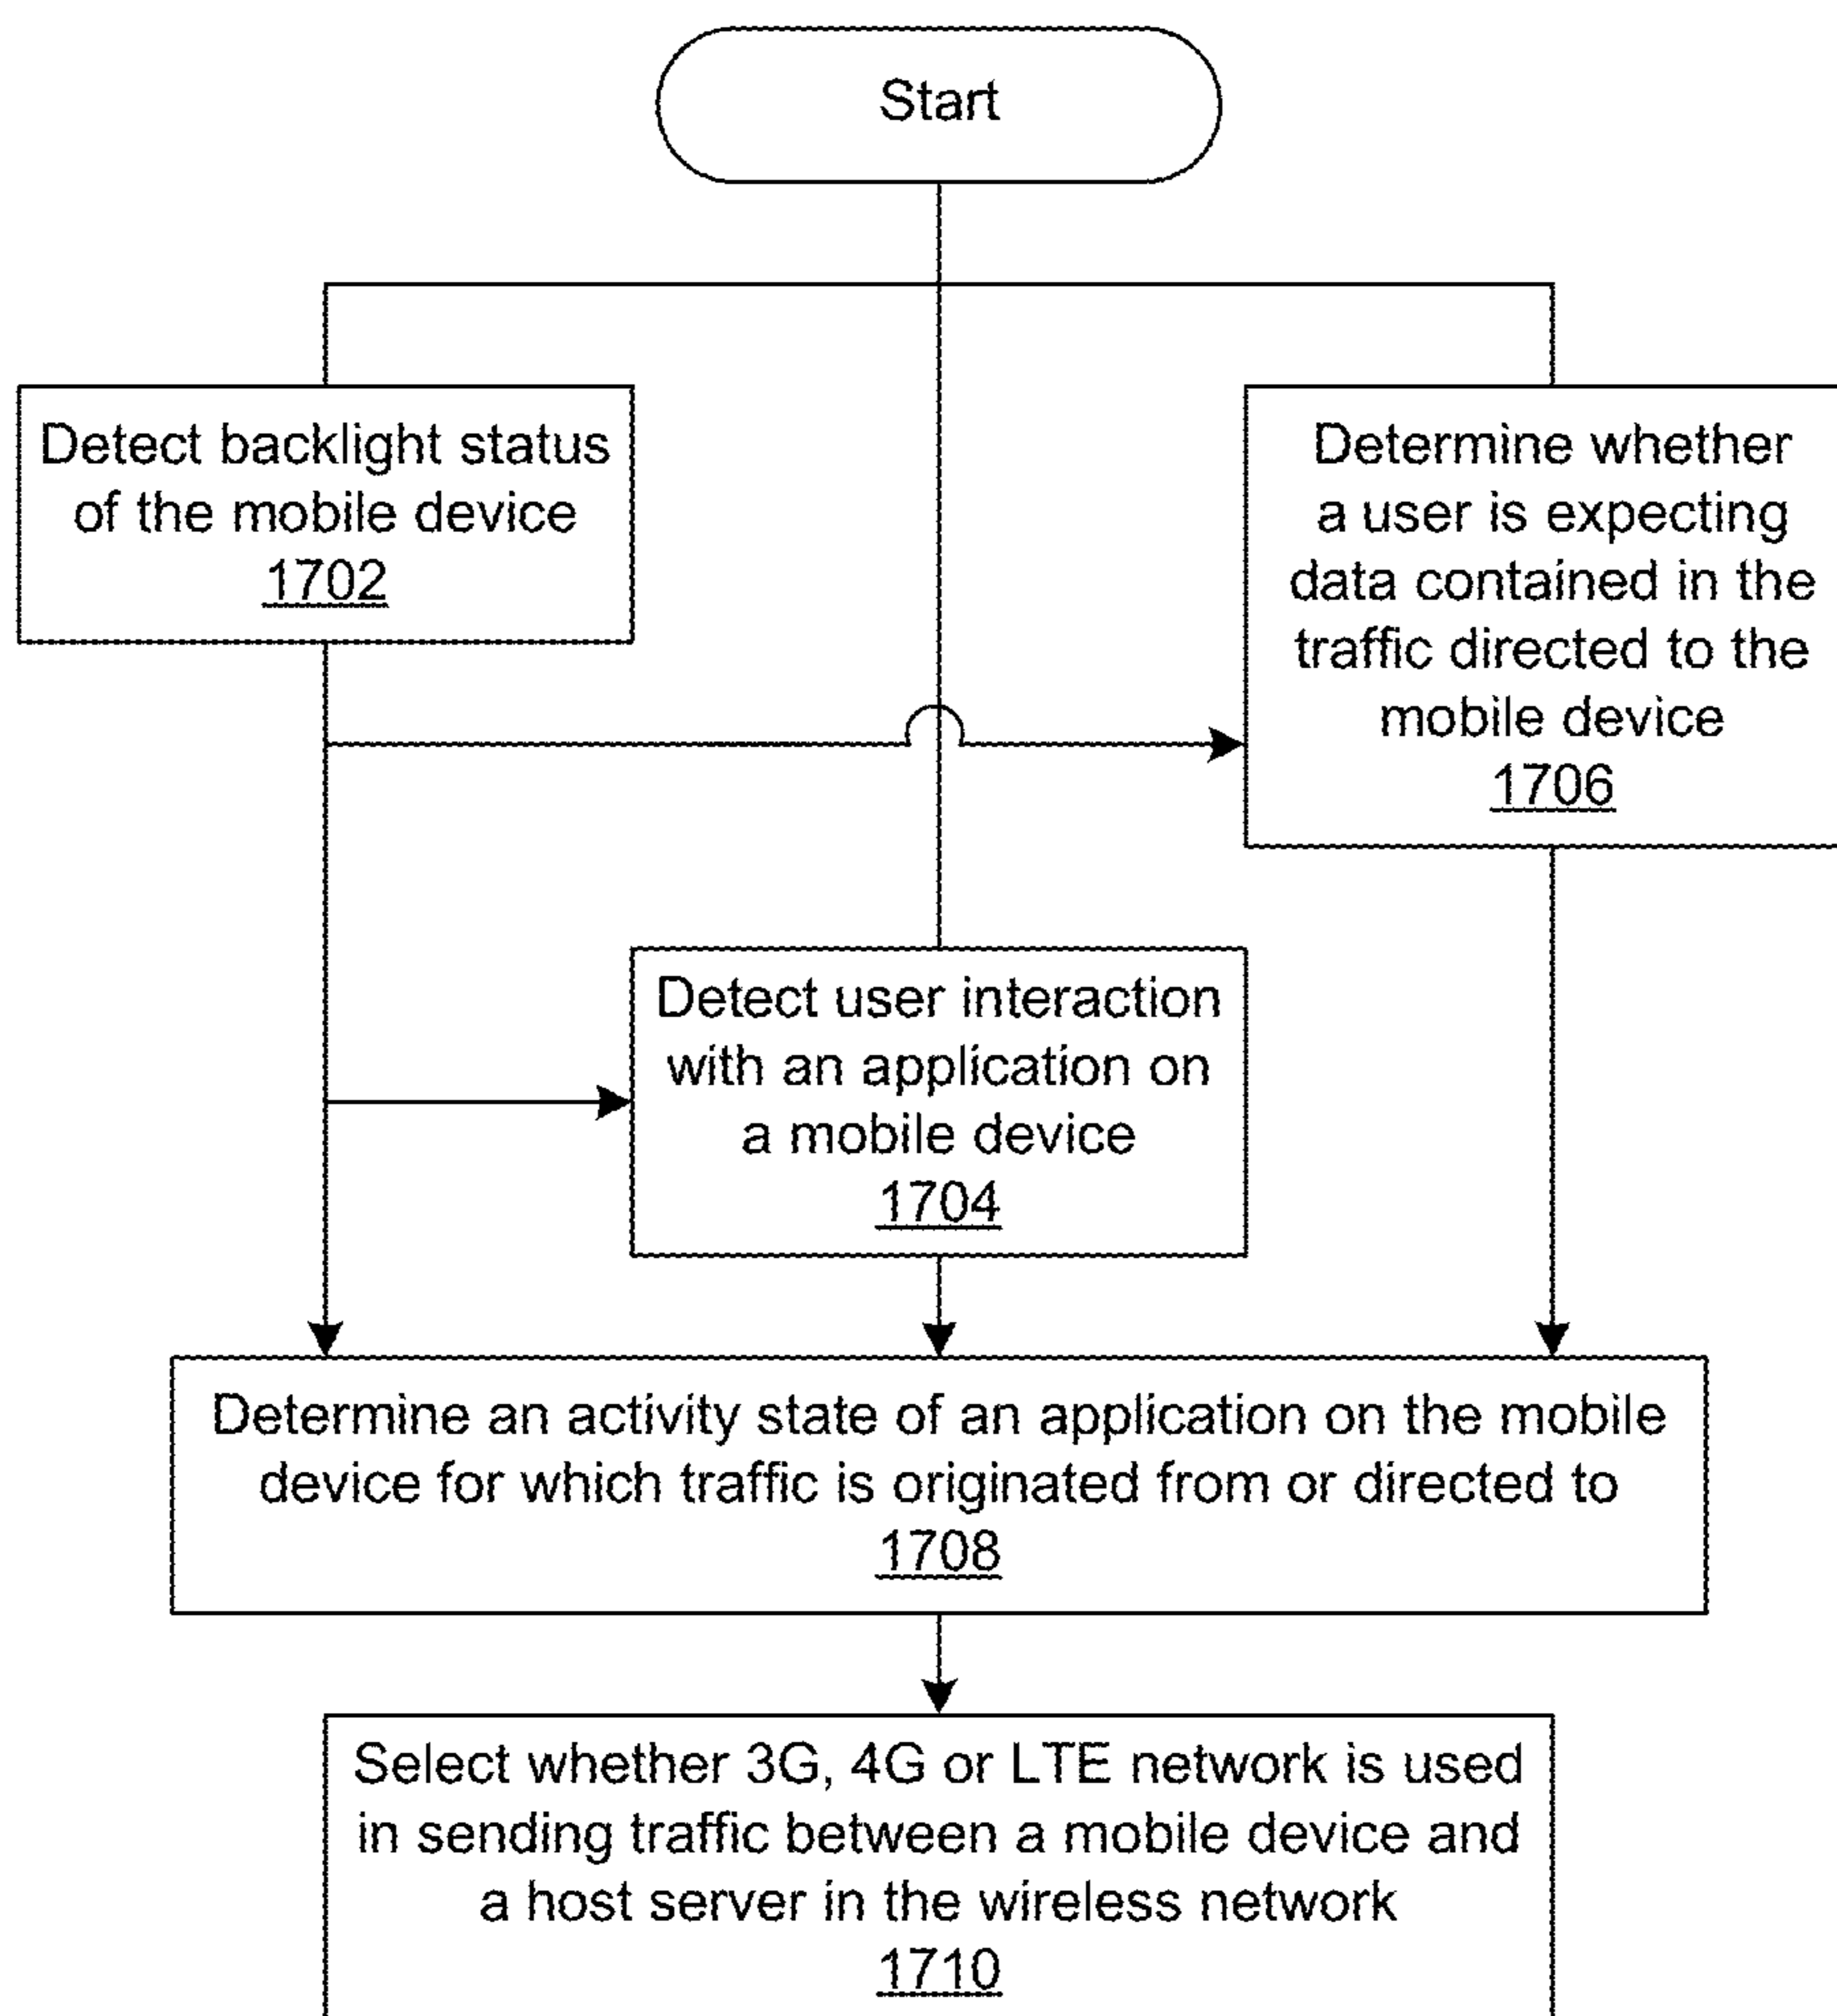 Start
Detect backlight status
of the mobile device
1702
Determine whether
a user is expecting
data contained in the
traffic directed to the
mobile device
1706
Detect user interaction
with an application on
a mobile device
1704
Determine an activity state of an application on the mobile
device for which traffic is originated from or directed to
1708
Select whether 3G, 4G or LTE network is used
in sending traffic between a mobile device and
a host server in the wireless network
1710